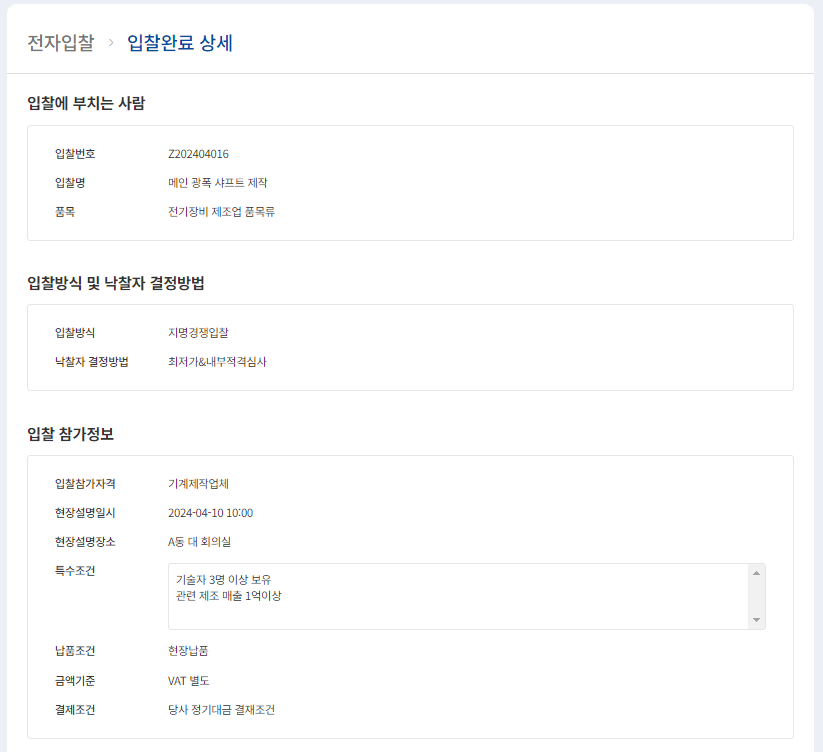 전자입찰 > 입찰완료 상세
입찰에 부치는 사람
입찰번호 Z202404016
입찰명 메인 광폭 샤프트 제작
품목 전기장비 제조업 품목류
입찰방식 및 낙찰자 결정방법
입찰방식 지명경쟁입찰
낙찰자 결정방법 최저가&내부적격심사
입찰 참가정보
입찰참가자격 기계제작업체
현장설명일시 2024-04-10 10:00
현장설명장소 A동 대 회의실
특수조건 기술자 3명 이상 보유
관련 제조 매출 1억이상
납품조건 현장납품
금액기준 VAT 별도
결제조건 당사 정기대금 결재조건